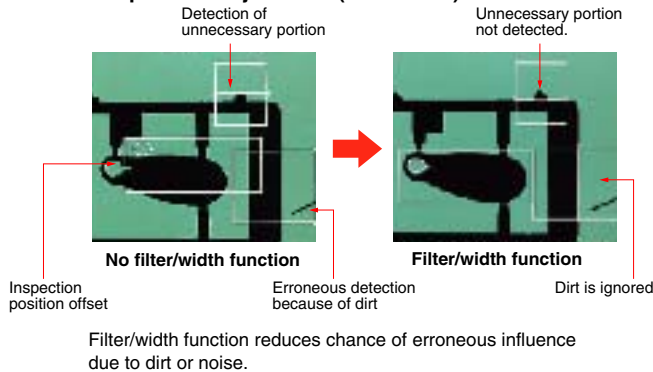 Detection of
unnecessary portion
Unnecessary portion
not detected.
No filter/width function
Filter/width function
Inspection
position offset
Erroneous detection
because of dirt
Dirt is ignored
Filter/width function reduces chance of erroneous influence
due to dirt or noise.